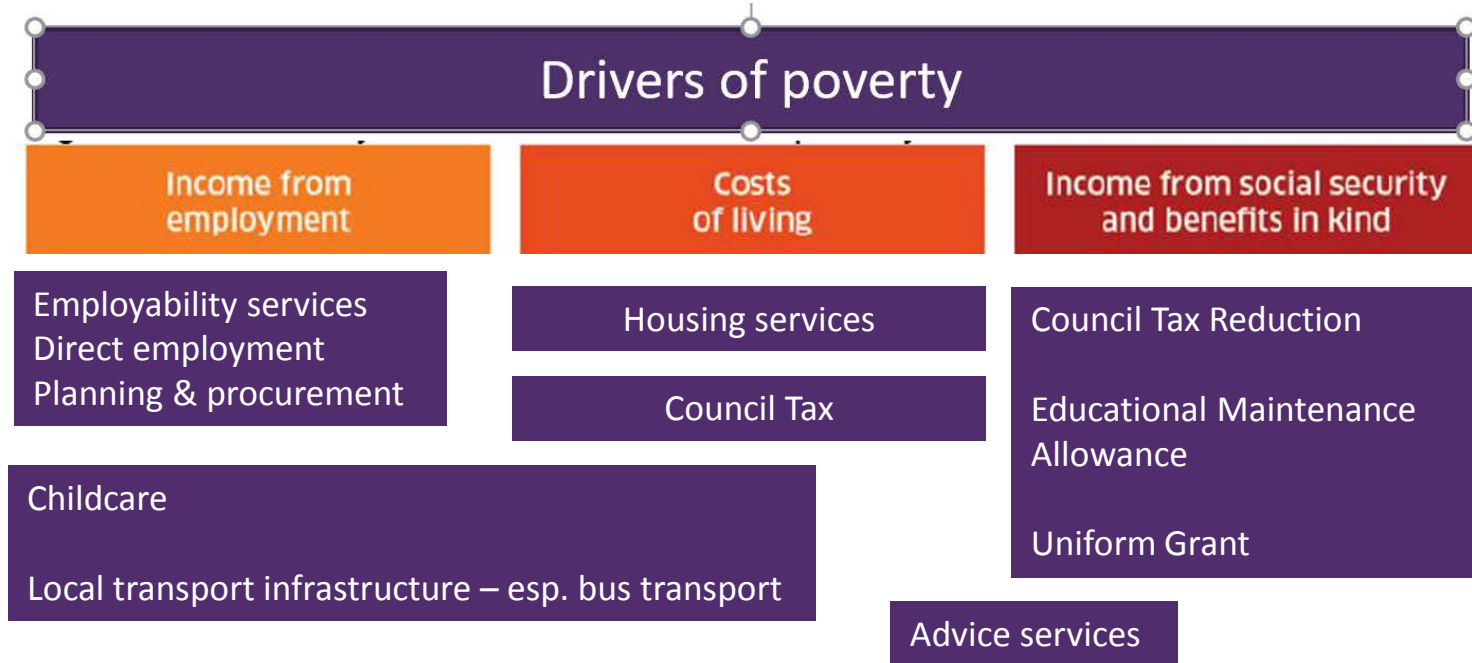 Drivers of poverty
Income from
employment
Costs
of living
Income from social security
and benefits in kind
Employability services
Direct employment
Planning & procurement
Housing services
Council Tax
Council Tax Reduction
Educational Maintenance
Allowance
Uniform Grant
Childcare
Local transport infrastructure – esp. bus transport
Advice services